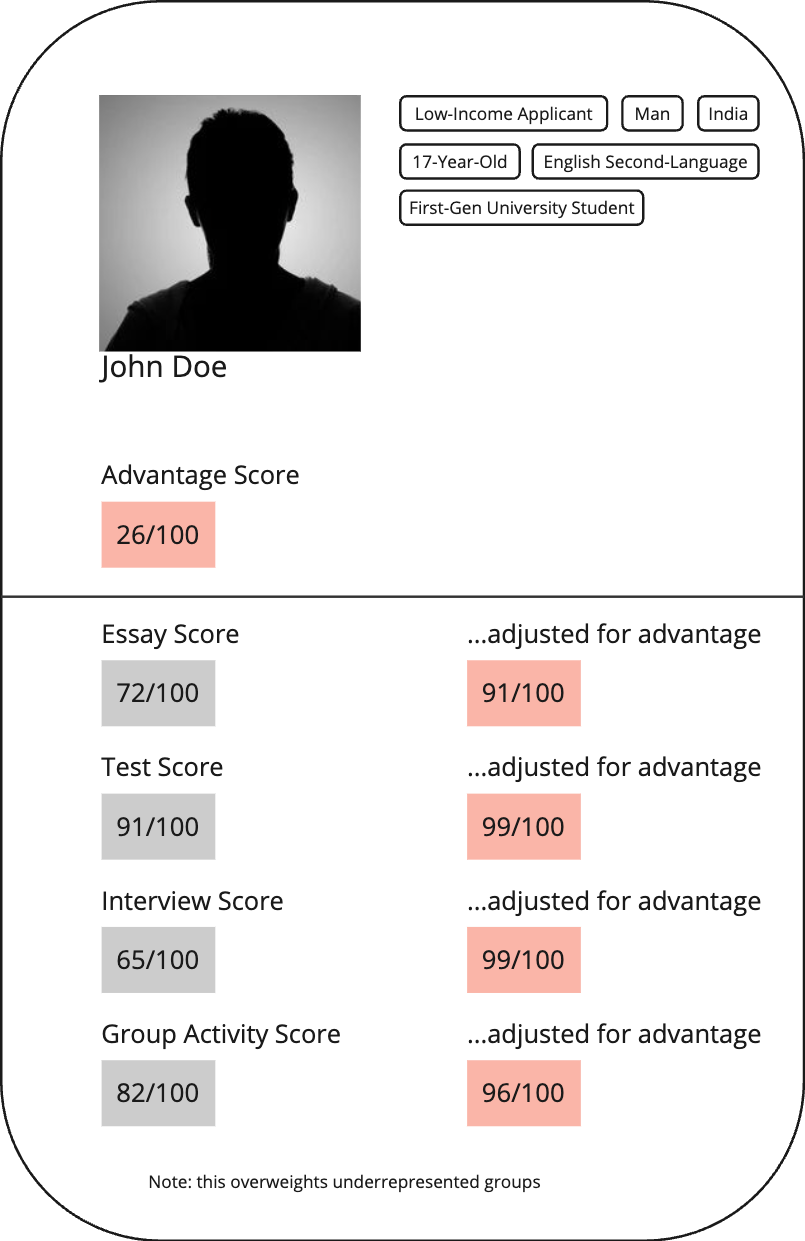 Low-Income Applicant Man India
17-Year-Old English Second-Language
First-Gen University Student
John Doe
Advantage Score
26/100
Essay Score ...adjusted for advantage
72/100 91/100
Test Score ...adjusted for advantage
91/100 99/100
Interview Score ...adjusted for advantage
65/100 99/100
Group Activity Score ...adjusted for advantage
82/100 96/100
Note: this overweights underrepresented groups